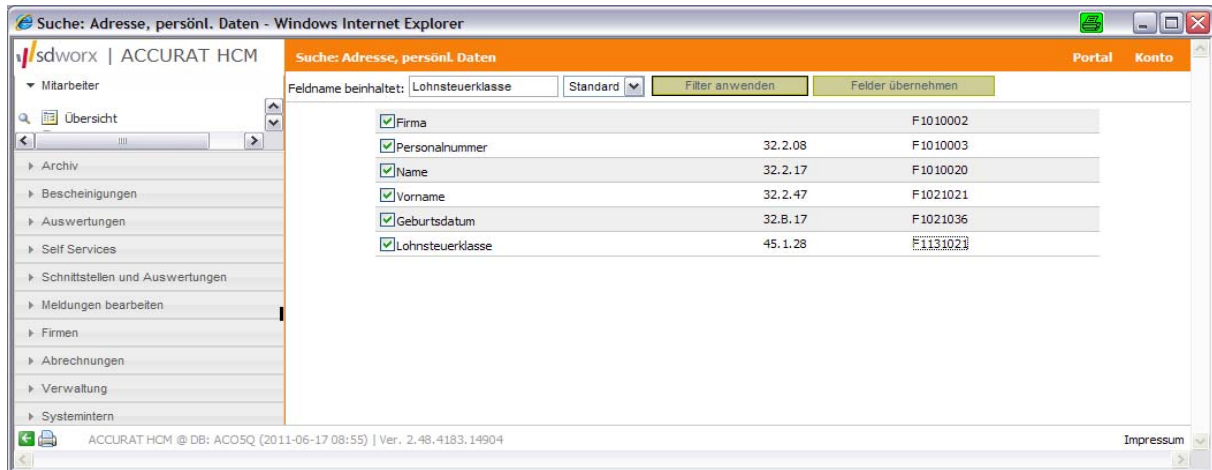 Suche: Adresse, persönl. Daten - Windows Internet Explorer
sdworx | ACCURAT HCM
Suche: Adresse, persönl. Daten
Portal Konto
Mitarbeiter
Übersicht
Archiv
Bescheinigungen
Auswertungen
Self Services
Schnittstellen und Auswertungen
Meldungen bearbeiten
Firmen
Abrechnungen
Verwaltung
Systemintern
Feldname beinhaltet: Lohnsteuerklasse Standard Filter anwenden Felder übernehmen
Firma F1010002
Personalnummer 32.2.08 F1010003
Name 32.2.17 F1010020
Vorname 32.2.47 F1021021
Geburtsdatum 32.B.17 F1021036
Lohnsteuerklasse 45.1.28 F1131021
ACCURAT HCM @ DB: ACO5Q (2011-06-17 08:55) | Ver. 2.48.4183.14904
Impressum